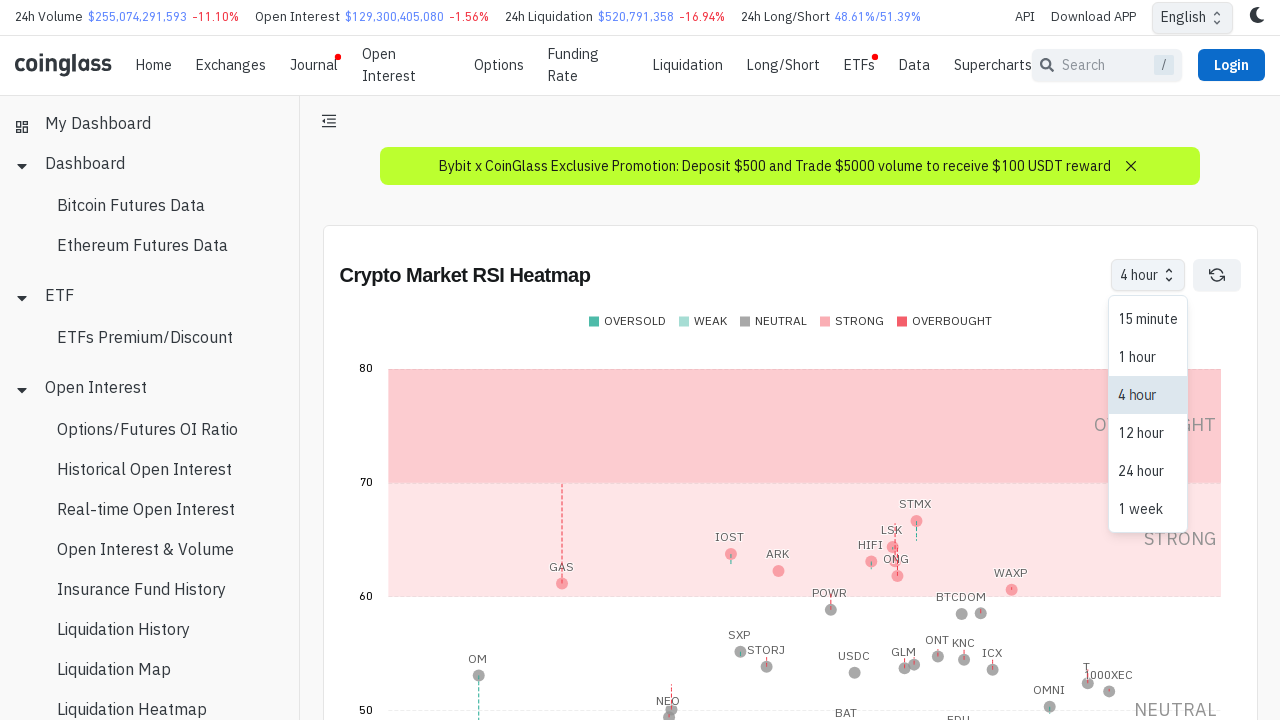 24h Volume $255,074,291,593 -11.10% Open Interest $129,300,405,080 -1.56% 24h Liquidation $520,791,358 -16.94% 24h Long/Short 48.61%/51.39% API Download APP English
coinglass Home Exchanges Journal Open Interest Options Funding Rate Liquidation Long/Short ETFs Data Supercharts Search / Login
My Dashboard
Dashboard
Bitcoin Futures Data
Ethereum Futures Data
ETF
ETFs Premium/Discount
Open Interest
Options/Futures OI Ratio
Historical Open Interest
Real-time Open Interest
Open Interest & Volume
Insurance Fund History
Liquidation History
Liquidation Map
Liquidation Heatmap
Bybit x CoinGlass Exclusive Promotion: Deposit $500 and Trade $5000 volume to receive $100 USDT reward
Crypto Market RSI Heatmap
4 hour
15 minute
1 hour
4 hour
12 hour
24 hour
1 week
OVERSOLD WEAK NEUTRAL STRONG OVERBOUGHT
80
70
STMX
LSK
IOST
HIFI
ARK
ONG
GAS
WAXP
STRONG
60
POWR
BTCDOM
SXP
STORJ
ONT
KNC
USDC
GLM
ICX
OM
T
1000XEC
OMNI
NEO
50
BAT
EDU
NEUTRAL